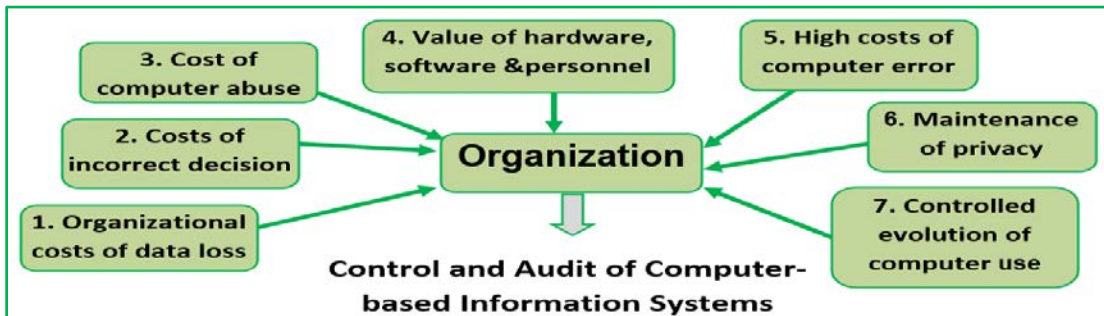 3. Cost of
computer abuse
4. Value of hardware,
software &personnel
5. High costs of
computer error
2. Costs of
incorrect decision
Organization
6. Maintenance
of privacy
1. Organizational
costs of data loss
7. Controlled
evolution of
computer use
Control and Audit of Computer-
based Information Systems